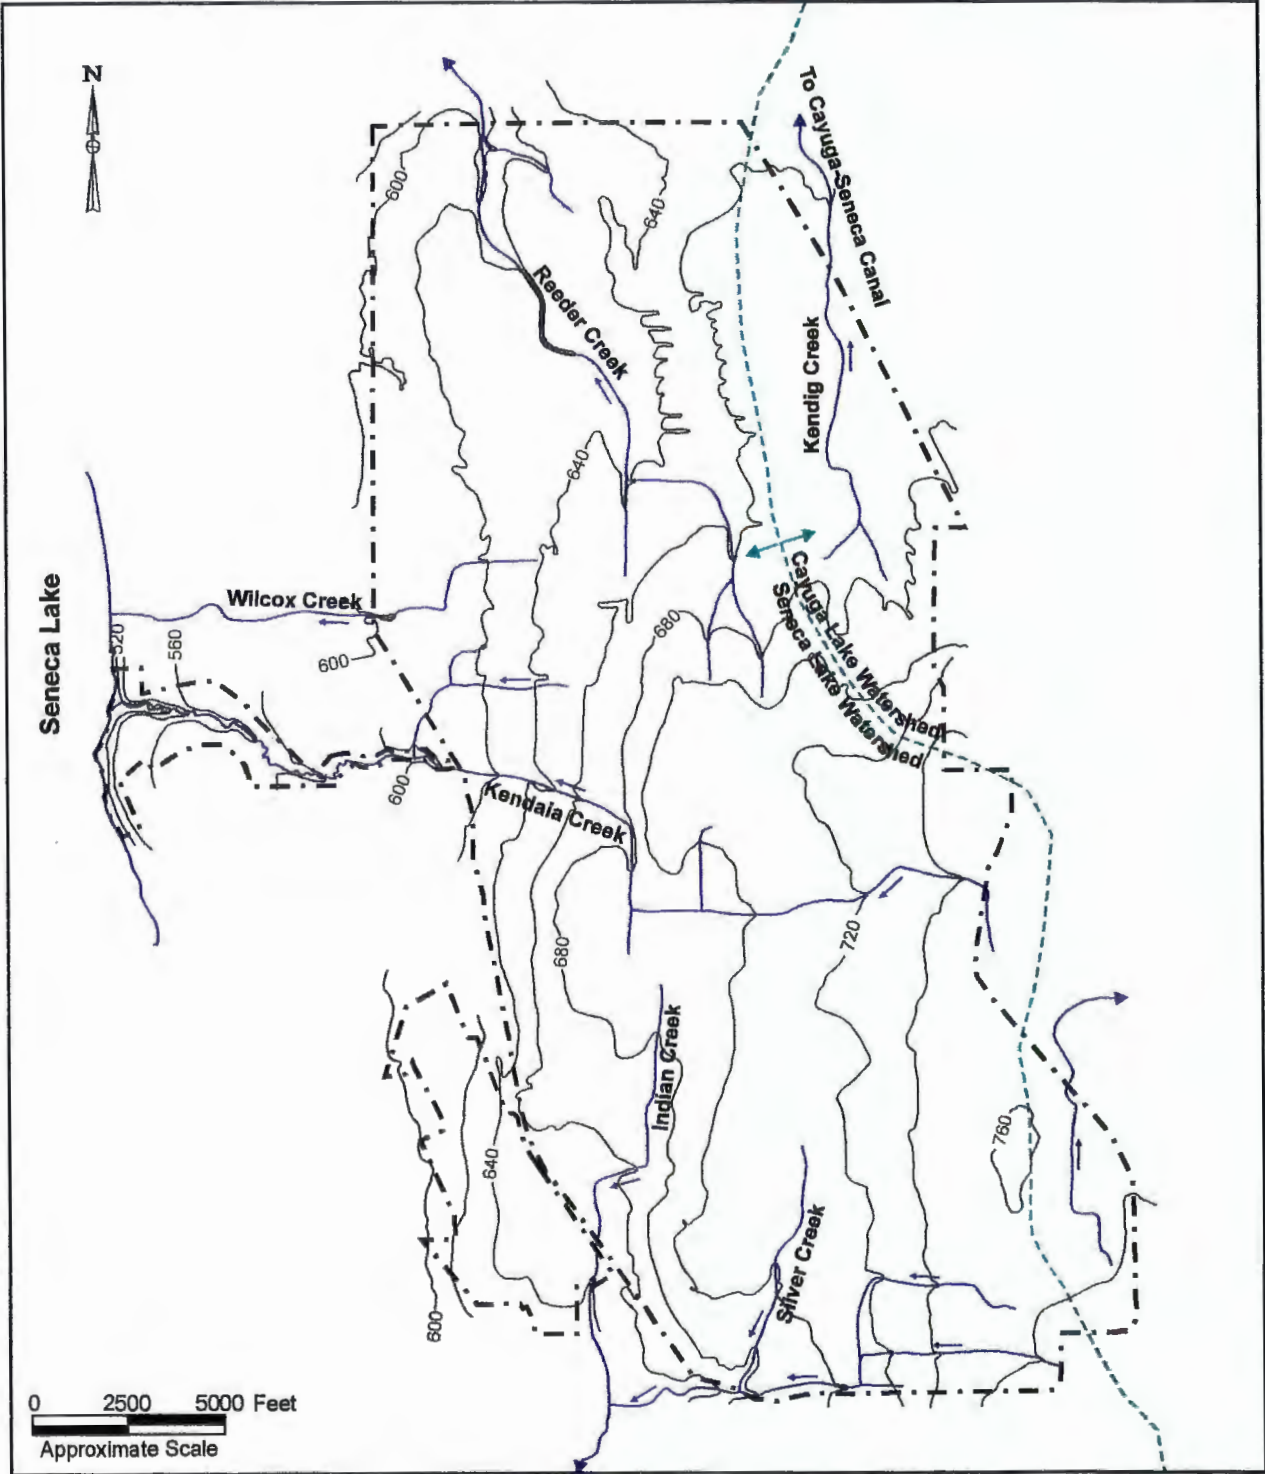 N
To Cayuga-Seneca Canal
600
640
Reeder Creek
Kendig Creek
640
Seneca Lake
Wilcox Creek
Cayuga Lake Watershed
Seneca Lake Watershed
520
560
600
680
600
Kendaia Creek
720
680
Indian Creek
760
640
Silver Creek
600
0 2500 5000 Feet
Approximate Scale